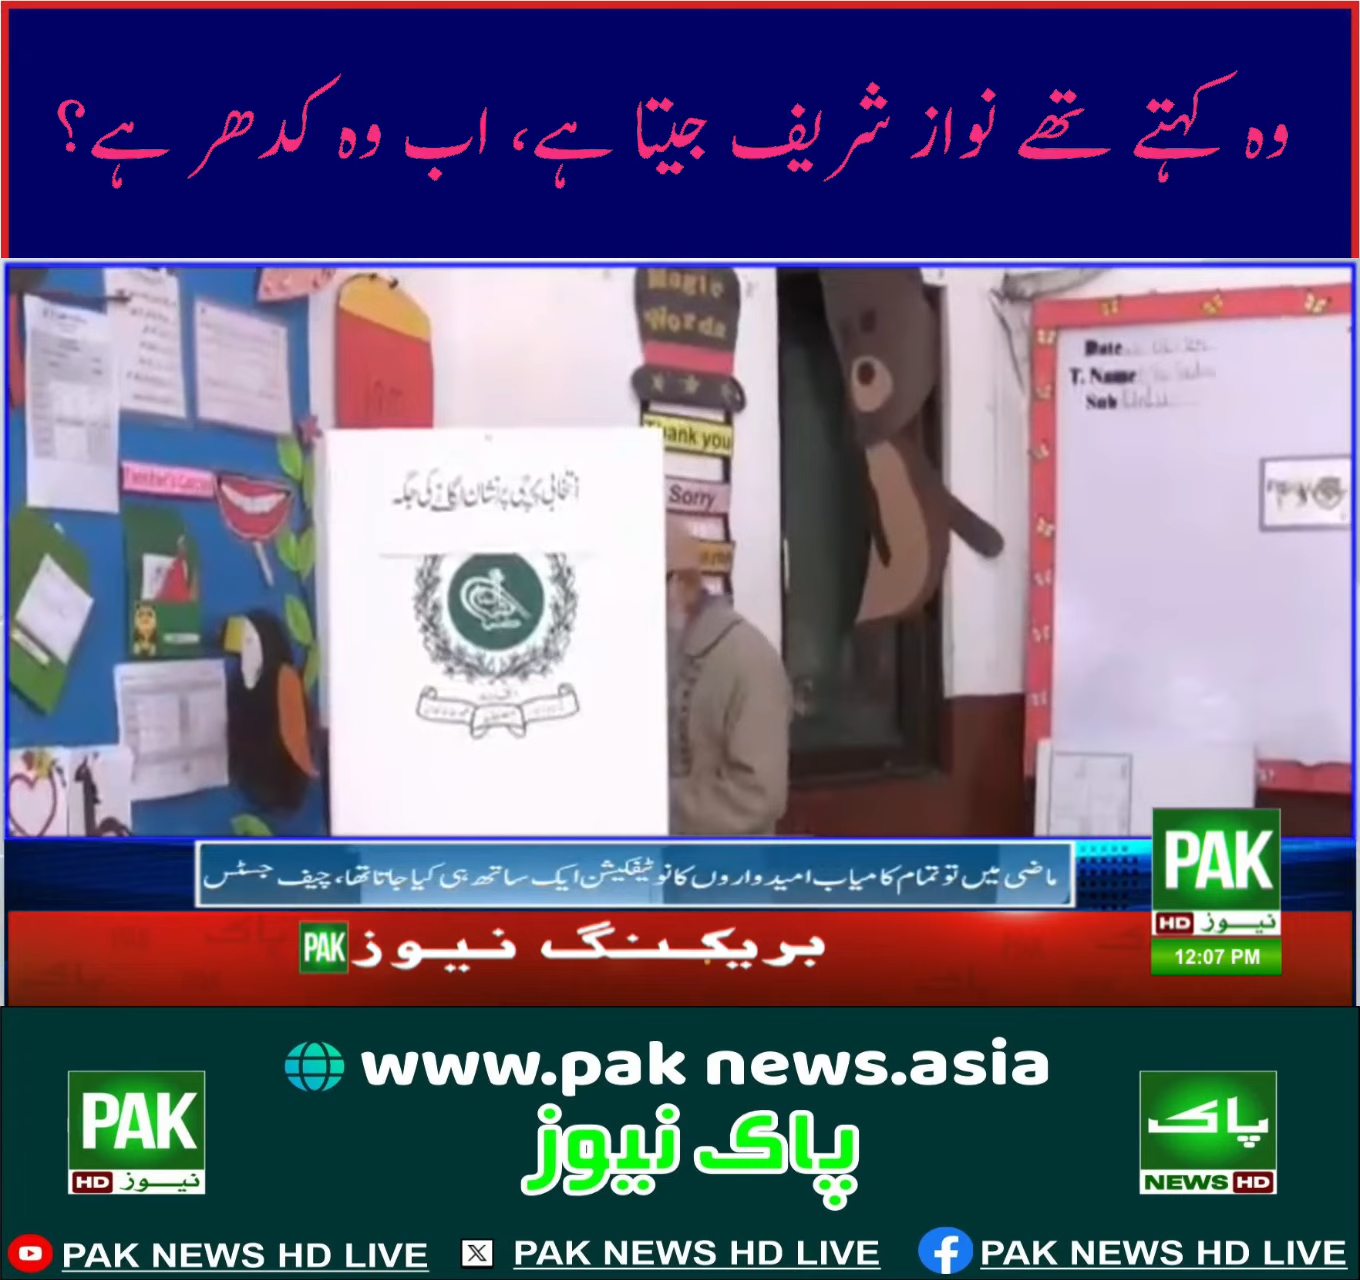 وہ کہتے تھے نواز شریف جیتا ہے، اب وہ کدھر ہے؟
Magic
Words
Thank you
Sorry
Teacher's Corner
Date
T. Name
Sub
انتخابی پرچی پر نشان لگانے کی جگہ
ماضی میں تو تمام کامیاب امیدواروں کا نوٹیفکیشن ایک ساتھ ہی کیا جاتا تھا، چیف جسٹس
PAK
HD نیوز
12:07 PM
بریکنگ نیوز PAK
www.pak news.asia
پاک نیوز
PAK
HD نیوز
پاک
NEWS HD
PAK NEWS HD LIVE
PAK NEWS HD LIVE
PAK NEWS HD LIVE